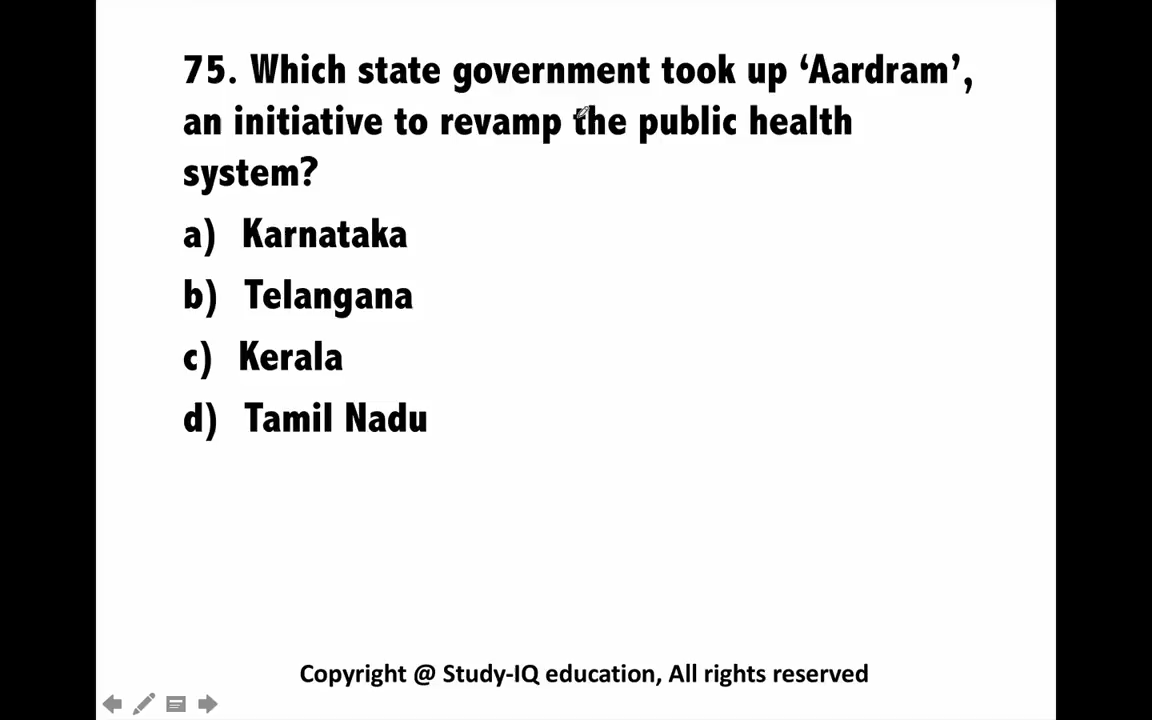 75. Which state government took up ‘Aardram’,
an initiative to revamp the public health
system?
a) Karnataka
b) Telangana
c) Kerala
d) Tamil Nadu
Copyright @ Study-IQ education, All rights reserved